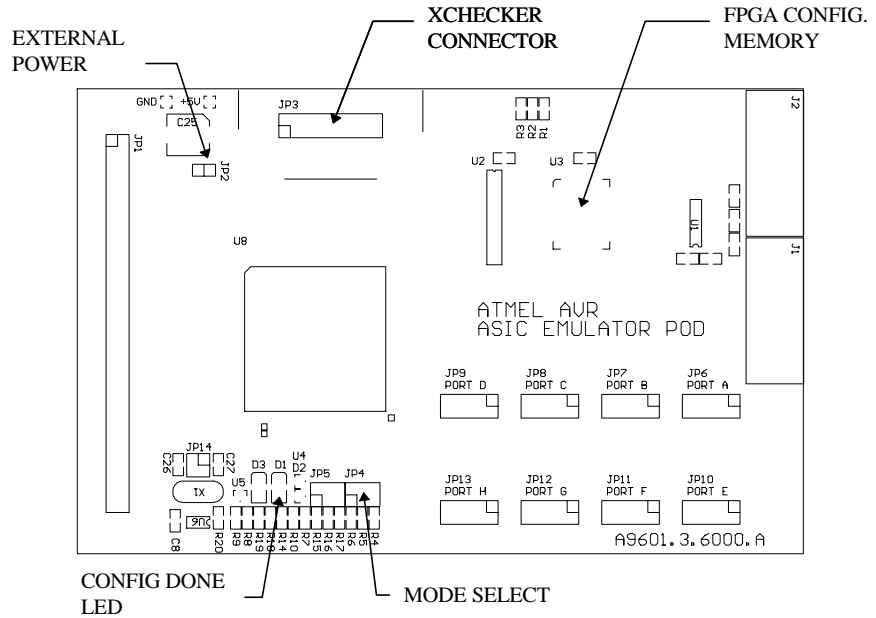 XCHECKER
CONNECTOR
FPGA CONFIG.
MEMORY
EXTERNAL
POWER
GND +5V
C25
JP3
JP1
JP2
R3
R2
R1
J2
U2
U3
U1
J1
U8
ATMEL AVR
ASIC EMULATOR POD
JP9
PORT D
JP8
PORT C
JP7
PORT B
JP6
PORT A
JP14
C26
C27
X1
U5
D3
D1
U4
D2
JP5
JP4
JP13
PORT H
JP12
PORT G
JP11
PORT F
JP10
PORT E
C8
U6
R20
R9
R8
R19
R18
R14
R10
R7
R15
R16
R17
R6
R5
R4
A9601.3.6000.A
CONFIG DONE
LED
MODE SELECT